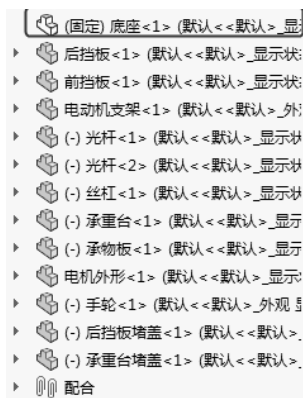 (固定) 底座<1> (默认<<默认>_显
后挡板<1> (默认<<默认>_显示状
前挡板<1> (默认<<默认>_显示状
电动机支架<1> (默认<<默认>_外
(-) 光杆<1> (默认<<默认>_显示状
(-) 光杆<2> (默认<<默认>_显示状
(-) 丝杠<1> (默认<<默认>_显示状
(-) 承重台<1> (默认<<默认>_显示
(-) 承物板<1> (默认<<默认>_显示
电机外形<1> (默认<<默认>_显示
(-) 手轮<1> (默认<<默认>_外观 显
(-) 后挡板堵盖<1> (默认<<默认>_
(-) 承重台堵盖<1> (默认<<默认>_
配合